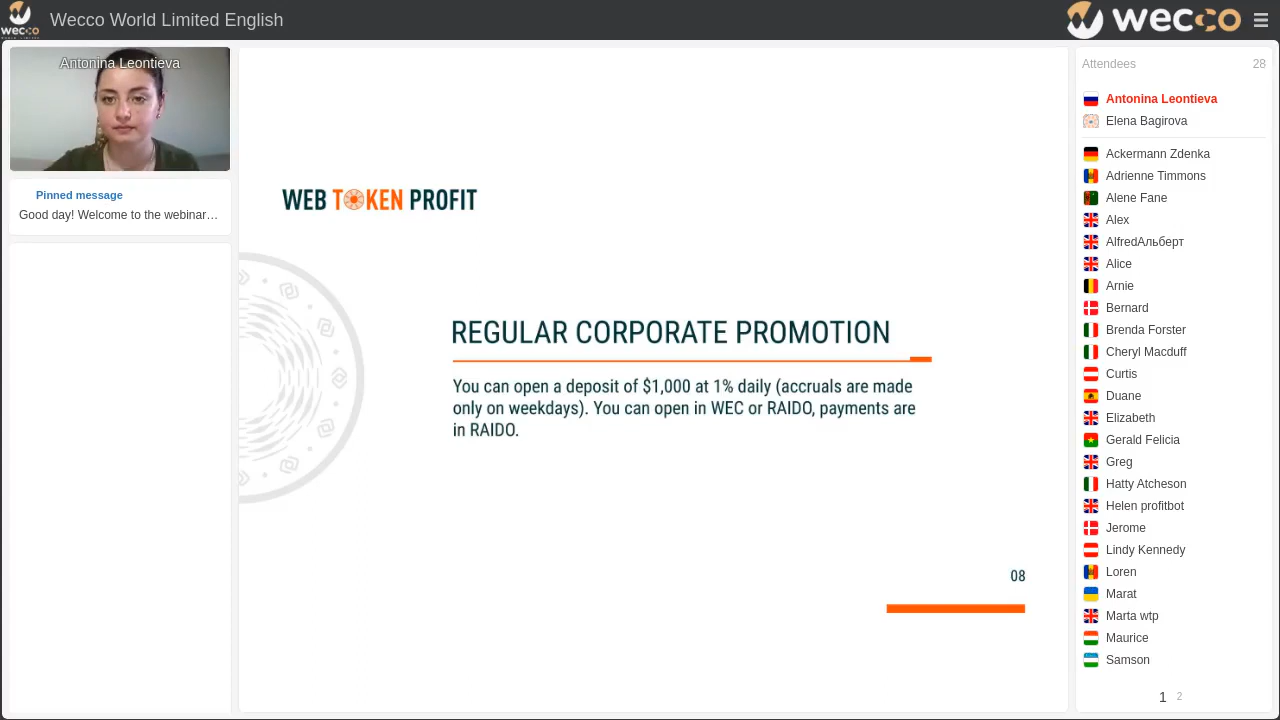 Wecco World Limited English
wecco
WORLD LIMITED
wecco
Antonina Leontieva
Pinned message
Good day! Welcome to the webinar…
WEB TOKEN PROFIT
REGULAR CORPORATE PROMOTION
You can open a deposit of $1,000 at 1% daily (accruals are made
only on weekdays). You can open in WEC or RAIDO, payments are
in RAIDO.
08
Attendees 28
Antonina Leontieva
Elena Bagirova
Ackermann Zdenka
Adrienne Timmons
Alene Fane
Alex
AlfredАльберт
Alice
Arnie
Bernard
Brenda Forster
Cheryl Macduff
Curtis
Duane
Elizabeth
Gerald Felicia
Greg
Hatty Atcheson
Helen profitbot
Jerome
Lindy Kennedy
Loren
Marat
Marta wtp
Maurice
Samson
1 2